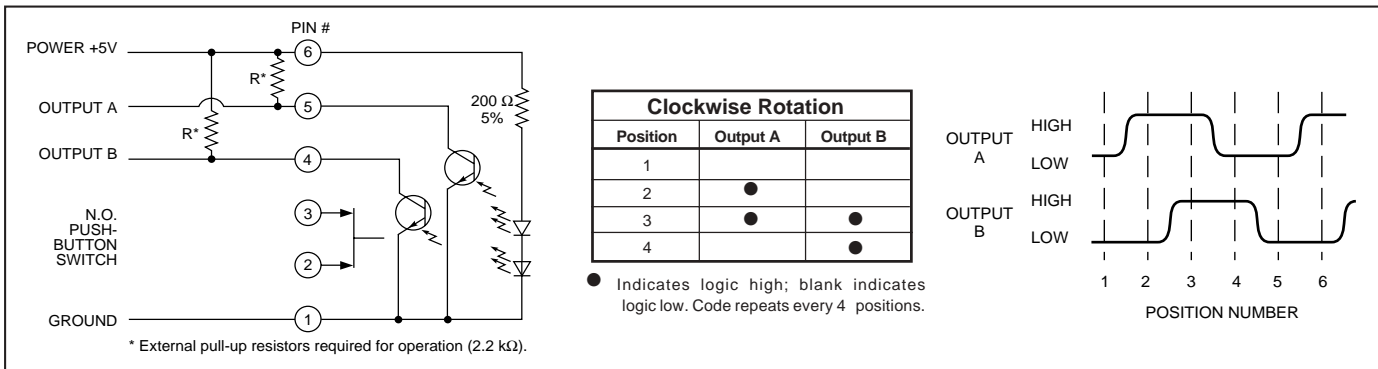 PIN #
POWER +5V
6
R*
OUTPUT A
5
200 Ω
5%
R*
OUTPUT B
4
N.O.
PUSH-
BUTTON
SWITCH
3
2
GROUND
1
* External pull-up resistors required for operation (2.2 kΩ).
Clockwise Rotation
Position Output A Output B
1
2 ●
3 ● ●
4 ●
● Indicates logic high; blank indicates
logic low. Code repeats every 4 positions.
OUTPUT
A
HIGH
LOW
OUTPUT
B
HIGH
LOW
1 2 3 4 5 6
POSITION NUMBER